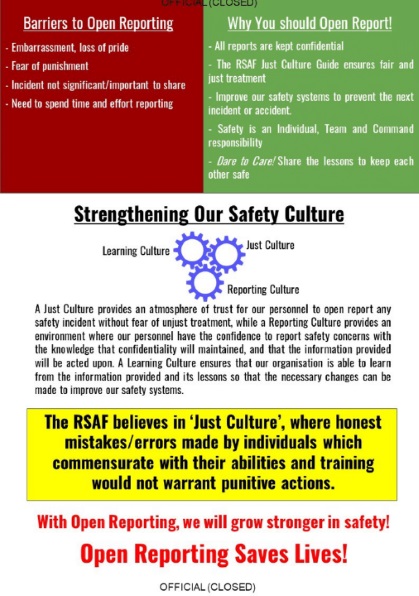 OFFICIAL (CLOSED)
Barriers to Open Reporting
- Embarrassment, loss of pride
- Fear of punishment
- Incident not significant/important to share
- Need to spend time and effort reporting
Why You should Open Report!
- All reports are kept confidential
- The RSAF Just Culture Guide ensures fair and
just treatment
- Improve our safety systems to prevent the next
incident or accident.
- Safety is an Individual, Team and Command
responsibility
- Dare to Care! Share the lessons to keep each
other safe
Strengthening Our Safety Culture
Learning Culture
Just Culture
Reporting Culture
A Just Culture provides an atmosphere of trust for our personnel to open report any
safety incident without fear of unjust treatment, while a Reporting Culture provides an
environment where our personnel have the confidence to report safety concerns with
the knowledge that confidentiality will maintained, and that the information provided
will be acted upon. A Learning Culture ensures that our organisation is able to learn
from the information provided and its lessons so that the necessary changes can be
made to improve our safety systems.
The RSAF believes in ‘Just Culture’, where honest
mistakes/errors made by individuals which
commensurate with their abilities and training
would not warrant punitive actions.
With Open Reporting, we will grow stronger in safety!
Open Reporting Saves Lives!
OFFICIAL (CLOSED)